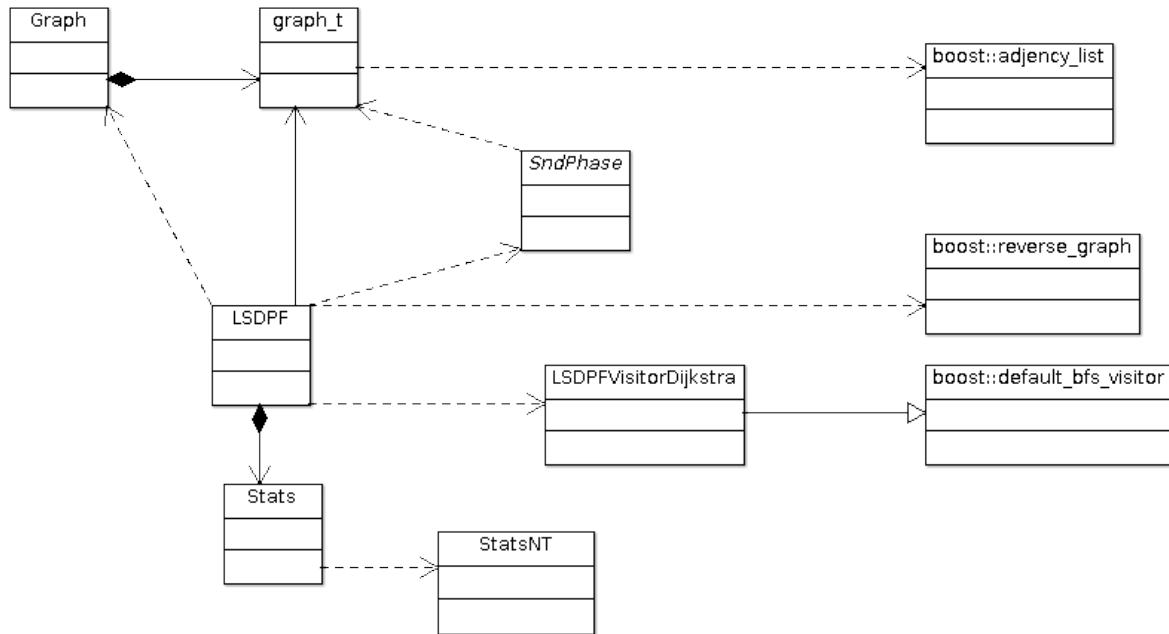 Graph
graph_t
boost::adjency_list
SndPhase
boost::reverse_graph
LSDPF
LSDPFVisitorDijkstra
boost::default_bfs_visitor
Stats
StatsNT